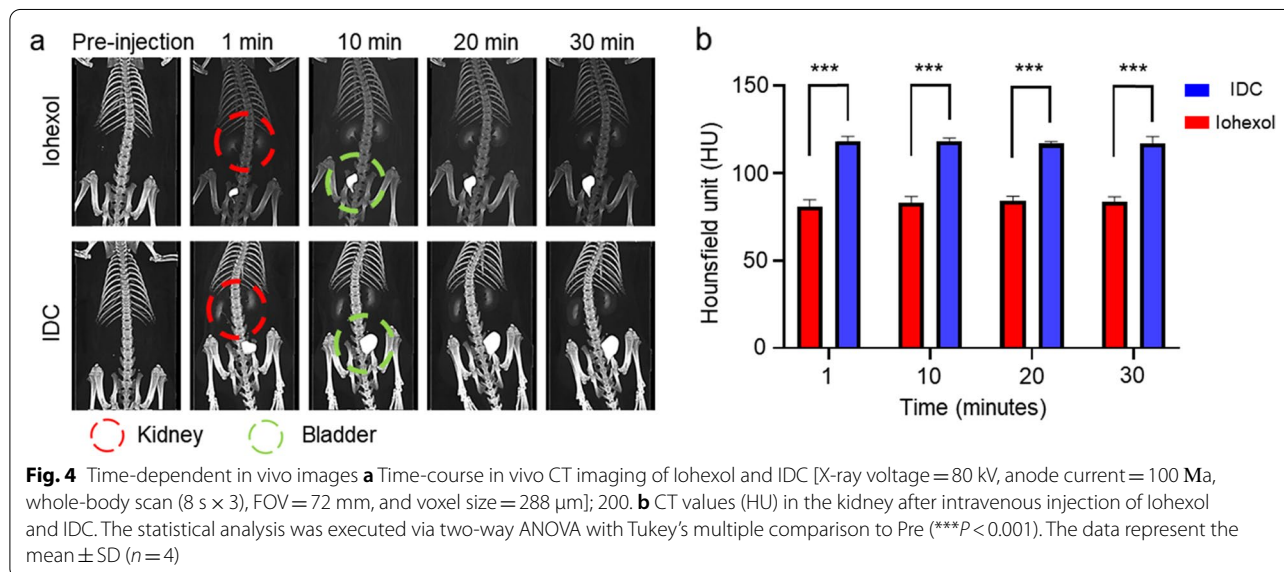 a
Pre-injection 1 min 10 min 20 min 30 min
Iohexol
IDC
Kidney Bladder
b
*** *** *** ***
IDC
Iohexol
Hounsfield unit (HU)
150
100
50
0
1 10 20 30
Time (minutes)
Fig. 4 Time-dependent in vivo images a Time-course in vivo CT imaging of Iohexol and IDC [X-ray voltage = 80 kV, anode current = 100 Ma,
whole-body scan (8 s × 3), FOV = 72 mm, and voxel size = 288 μm]; 200. b CT values (HU) in the kidney after intravenous injection of Iohexol
and IDC. The statistical analysis was executed via two-way ANOVA with Tukey's multiple comparison to Pre (***P < 0.001). The data represent the
mean ± SD (n = 4)